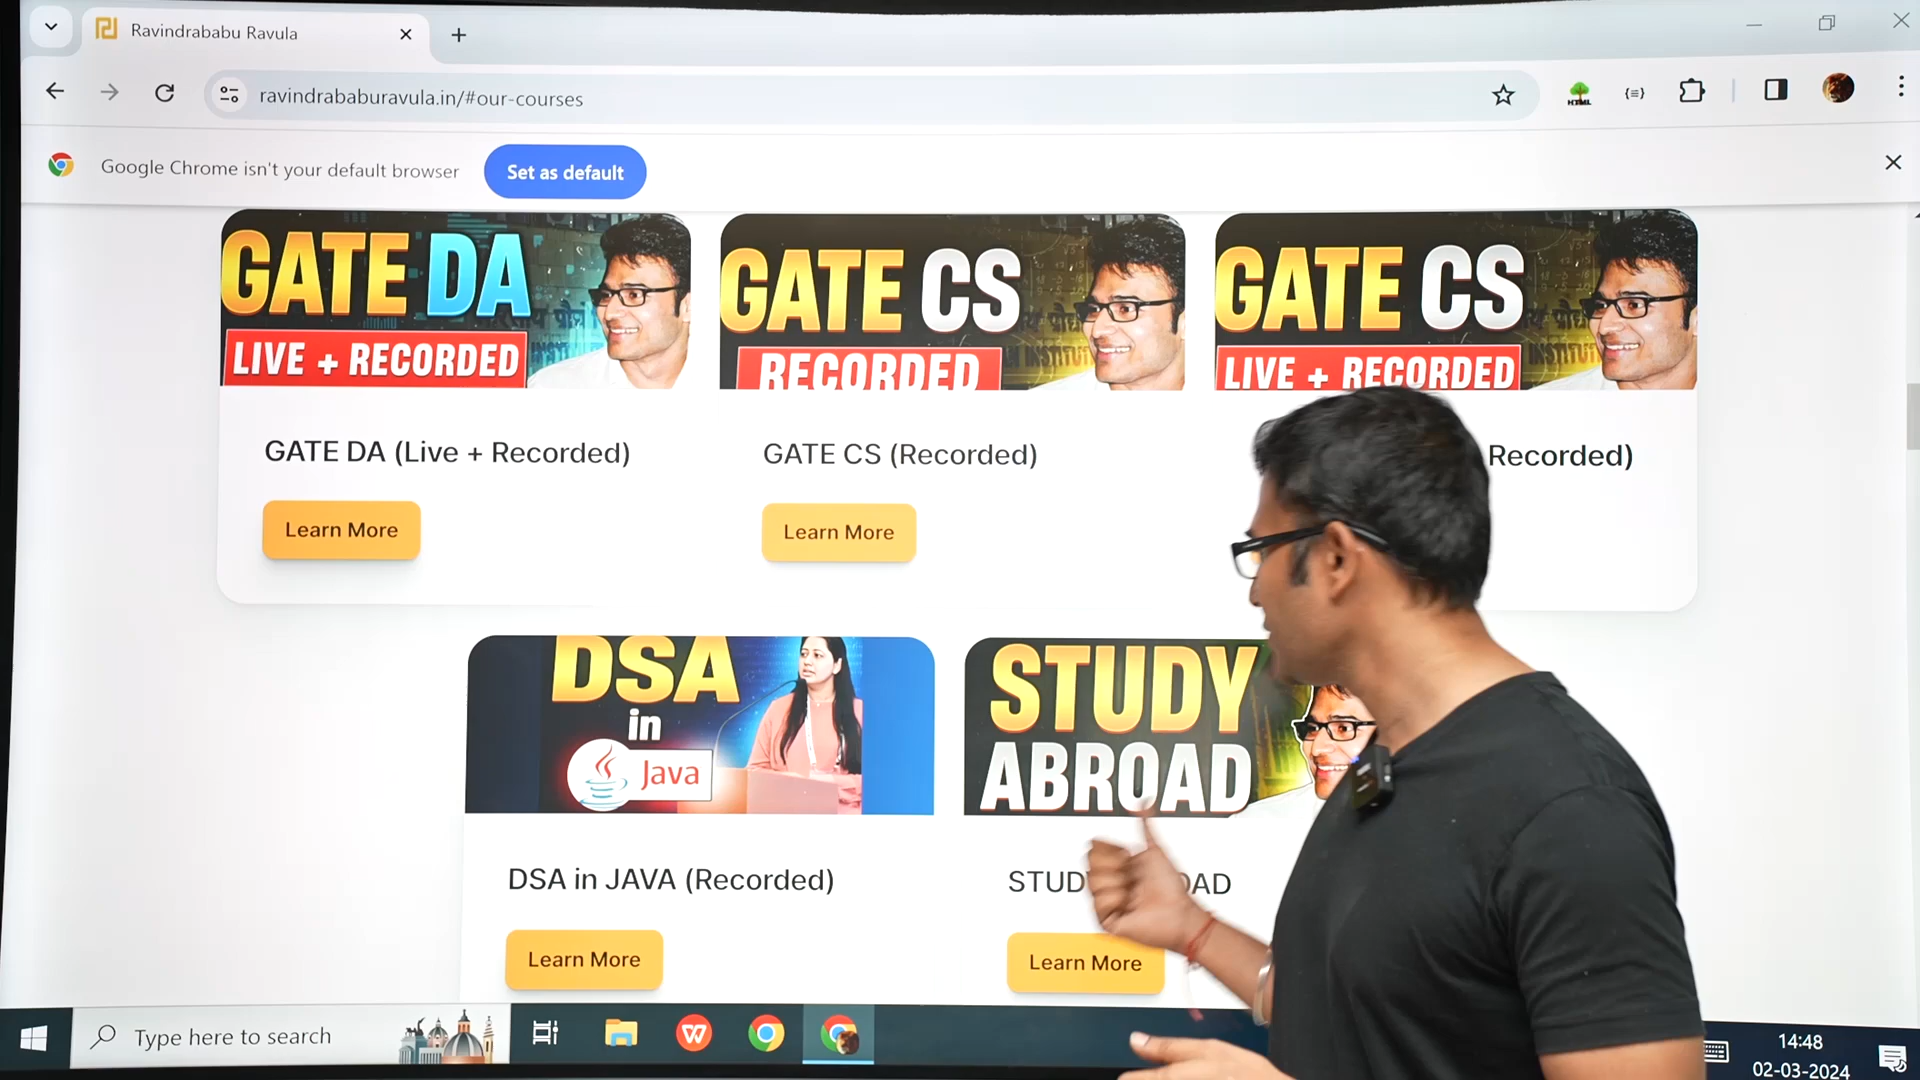 Ravindrababu Ravula
ravindrababuravula.in/#our-courses
HTML
Google Chrome isn't your default browser
Set as default
GATE DA
LIVE + RECORDED
GATE CS
RECORDED
GATE CS
LIVE + RECORDED
GATE DA (Live + Recorded)
GATE CS (Recorded)
Recorded)
Learn More
Learn More
DSA
in
Java
STUDY
ABROAD
DSA in JAVA (Recorded)
STUD AD
Learn More
Learn More
Type here to search
14:48
02-03-2024